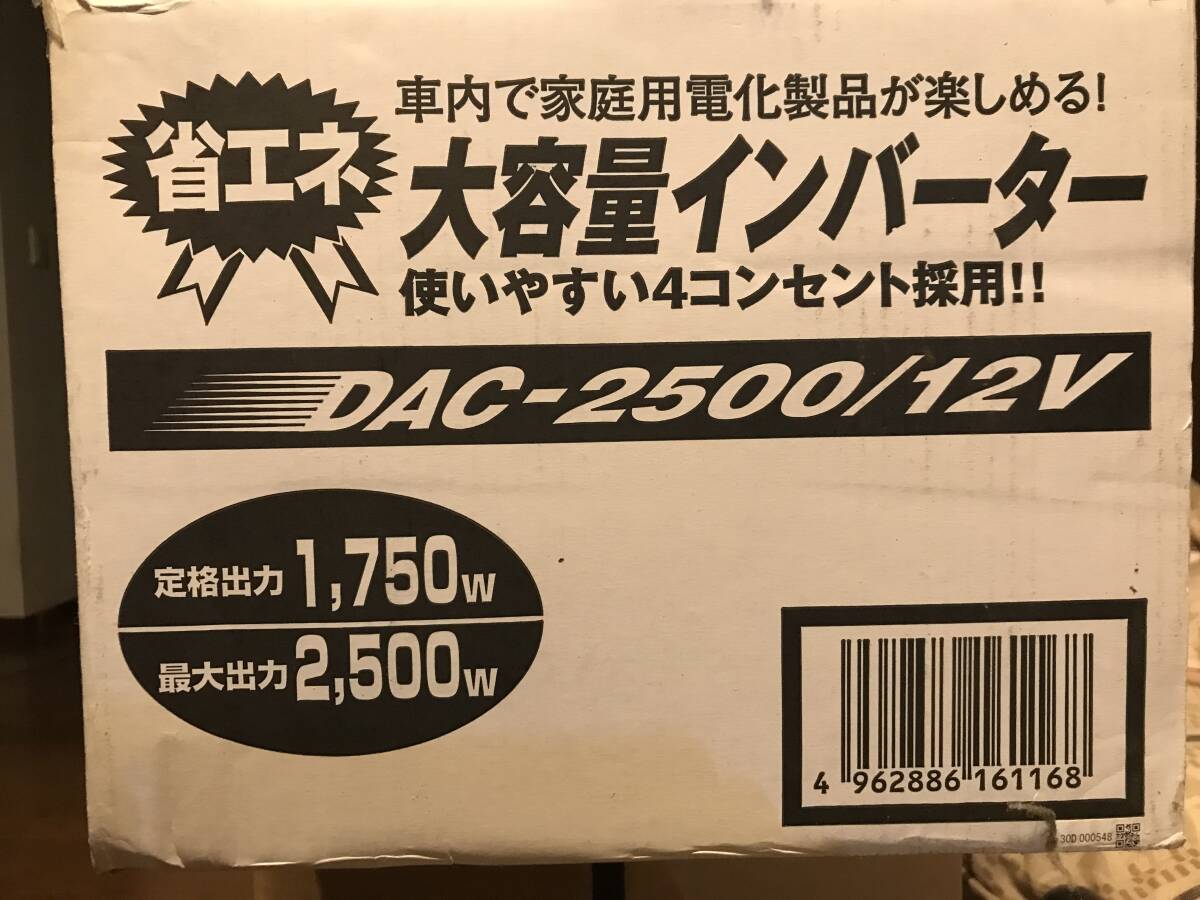 省エネ
車内で家庭用電化製品が楽しめる!
大容量インバーター
使いやすい4コンセント採用!!
DAC-2500/12V
定格出力 1,750W
最大出力 2,500W
4 962886 161168
30D 000548